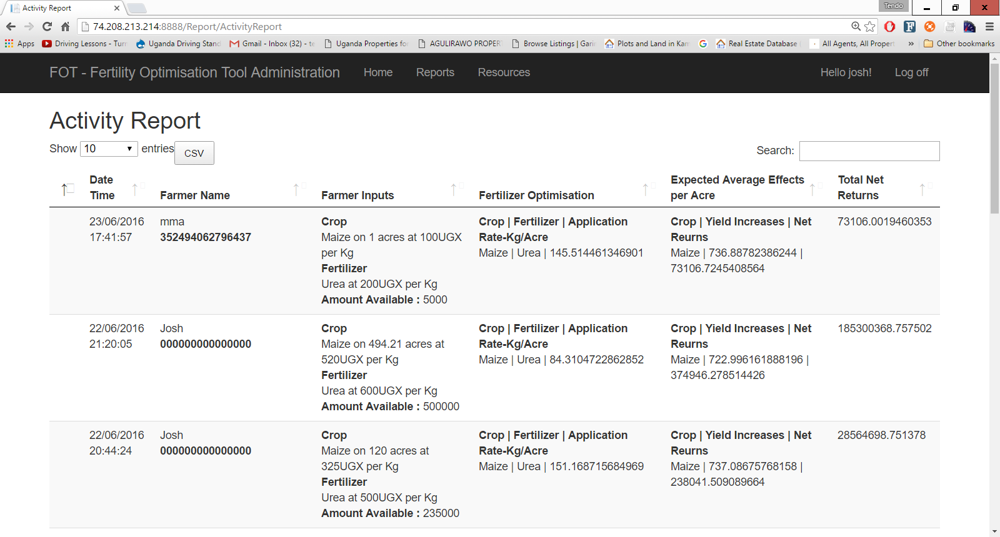 Activity Report
Tendo
74.208.213.214:8888/Report/ActivityReport
Apps Driving Lessons - Turn Uganda Driving Stand Gmail - Inbox (32) - te Uganda Properties for AGULIRAWO PROPERT Browse Listings | Gari Plots and Land in Kam Real Estate Database All Agents, All Propert » Other bookmarks
FOT - Fertility Optimisation Tool Administration Home Reports Resources Hello josh! Log off
Activity Report
Show 10 entries CSV Search:
Date Time Farmer Name Farmer Inputs Fertilizer Optimisation Expected Average Effects per Acre Total Net Returns
23/06/2016
17:41:57
mma
352494062796437
Crop
Maize on 1 acres at 100UGX
per Kg
Fertilizer
Urea at 200UGX per Kg
Amount Available : 5000
Crop | Fertilizer | Application
Rate-Kg/Acre
Maize | Urea | 145.514461346901
Crop | Yield Increases | Net
Reurns
Maize | 736.88782386244 |
73106.7245408564
73106.0019460353
22/06/2016
21:20:05
Josh
000000000000000
Crop
Maize on 494.21 acres at
520UGX per Kg
Fertilizer
Urea at 600UGX per Kg
Amount Available : 500000
Crop | Fertilizer | Application
Rate-Kg/Acre
Maize | Urea | 84.3104722862852
Crop | Yield Increases | Net
Reurns
Maize | 722.996161888196 |
374946.278514426
185300368.757502
22/06/2016
20:44:24
Josh
000000000000000
Crop
Maize on 120 acres at
325UGX per Kg
Fertilizer
Urea at 500UGX per Kg
Amount Available : 235000
Crop | Fertilizer | Application
Rate-Kg/Acre
Maize | Urea | 151.168715684969
Crop | Yield Increases | Net
Reurns
Maize | 737.08675768158 |
238041.509089664
28564698.751378